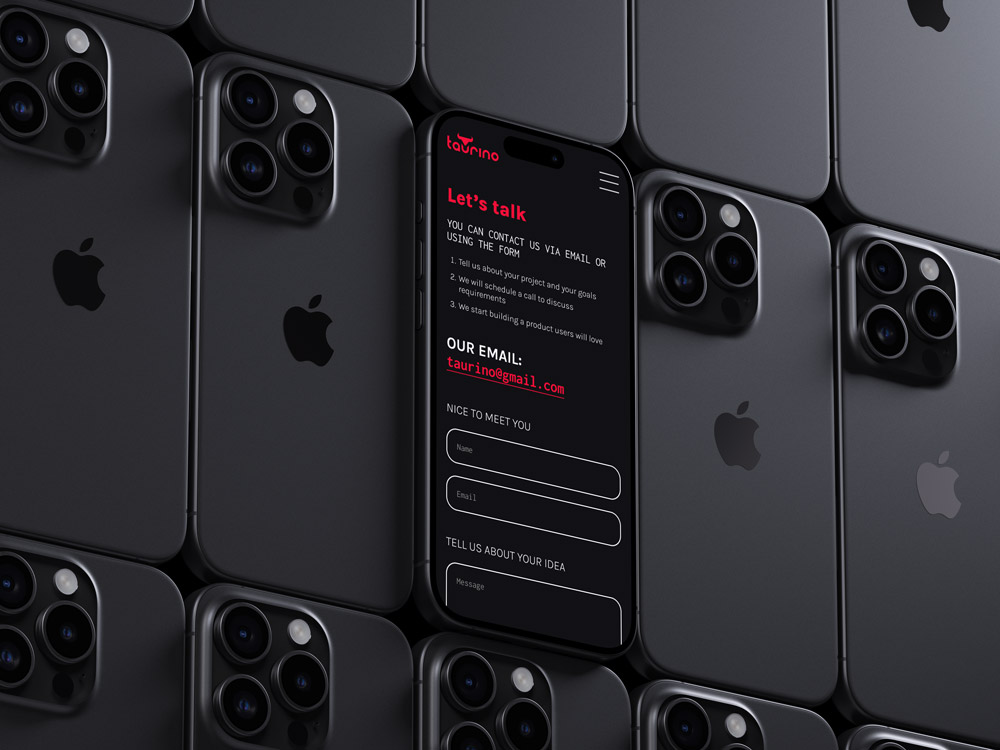 taurino
Let's talk
YOU CAN CONTACT US VIA EMAIL OR
USING THE FORM
1. Tell us about your project and your goals
2. We will schedule a call to discuss
requirements
3. We start building a product users will love
OUR EMAIL:
taurino@gmail.com
NICE TO MEET YOU
Name
Email
TELL US ABOUT YOUR IDEA
Message